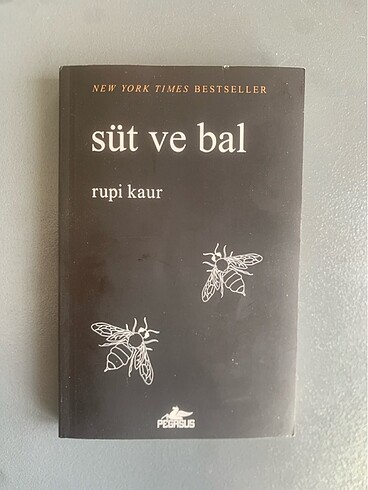 NEW YORK TIMES BESTSELLER
süt ve bal
rupi kaur
PEGASUS